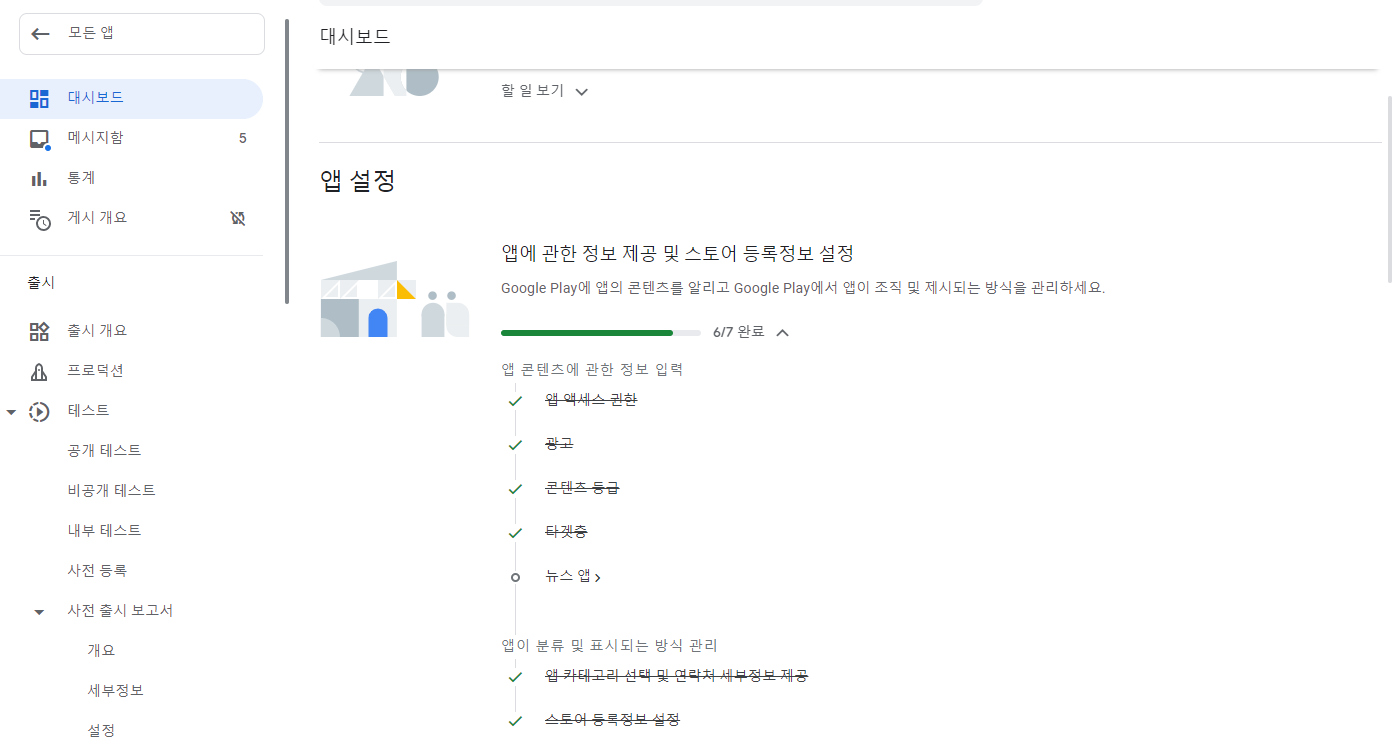 모든 앱
대시보드
메시지함 5
통계
게시 개요
출시
출시 개요
프로덕션
테스트
공개 테스트
비공개 테스트
내부 테스트
사전 등록
사전 출시 보고서
개요
세부정보
설정
대시보드
할 일 보기
앱 설정
앱에 관한 정보 제공 및 스토어 등록정보 설정
Google Play에 앱의 콘텐츠를 알리고 Google Play에서 앱이 조직 및 제시되는 방식을 관리하세요.
6/7 완료
앱 콘텐츠에 관한 정보 입력
앱 액세스 권한
광고
콘텐츠 등급
타겟층
뉴스 앱
앱이 분류 및 표시되는 방식 관리
앱 카테고리 선택 및 연락처 세부정보 제공
스토어 등록정보 설정